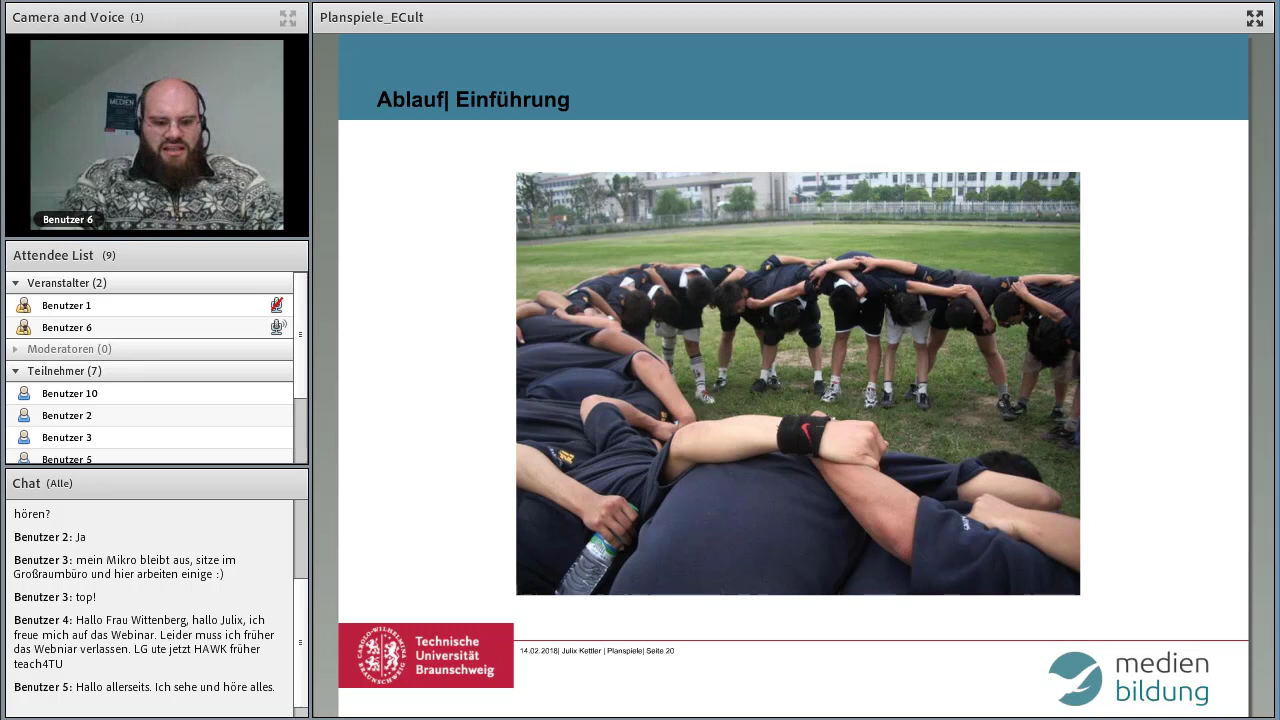 Camera and Voice (1)
Benutzer 6
Attendee List (9)
Veranstalter (2)
Benutzer 1
Benutzer 6
Moderatoren (0)
Teilnehmer (7)
Benutzer 10
Benutzer 2
Benutzer 3
Benutzer 5
Chat (Alle)
hören?
Benutzer 2: Ja
Benutzer 3: mein Mikro bleibt aus, sitze im
Großraumbüro und hier arbeiten einige :)
Benutzer 3: top!
Benutzer 4: Hallo Frau Wittenberg, hallo Julix, ich
freue mich auf das Webinar. Leider muss ich früher
das Webniar verlassen. LG ute jetzt HAWK früher
teach4TU
Benutzer 5: Hallo allerseits. Ich sehe und höre alles.
Planspiele_ECult
Ablauf| Einführung
CAROLO-WILHELMINA
BRAUNSCHWEIG
Technische
Universität
Braunschweig
14.02.2018| Julix Kettler | Planspiele| Seite 20
medien
bildung